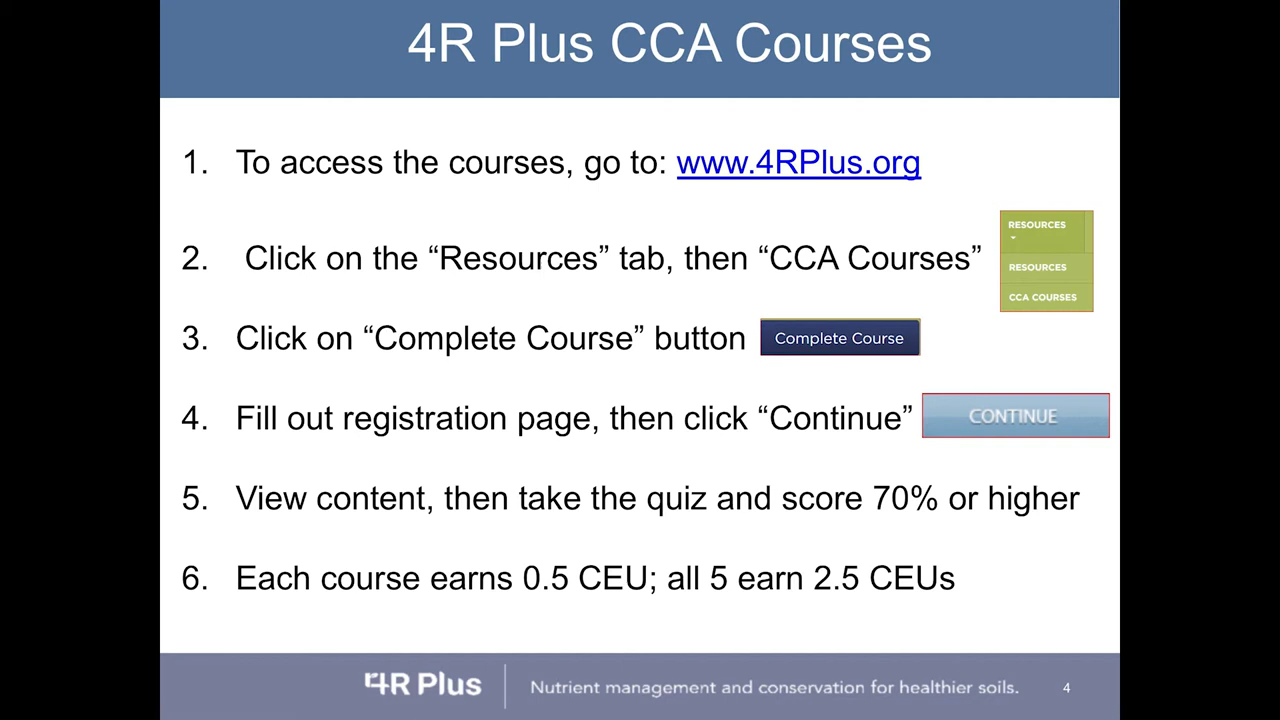 4R Plus CCA Courses
1. To access the courses, go to: www.4RPlus.org
2. Click on the “Resources” tab, then “CCA Courses”
RESOURCES
RESOURCES
CCA COURSES
3. Click on “Complete Course” button
Complete Course
4. Fill out registration page, then click “Continue”
CONTINUE
5. View content, then take the quiz and score 70% or higher
6. Each course earns 0.5 CEU; all 5 earn 2.5 CEUs
4R Plus
Nutrient management and conservation for healthier soils.
4